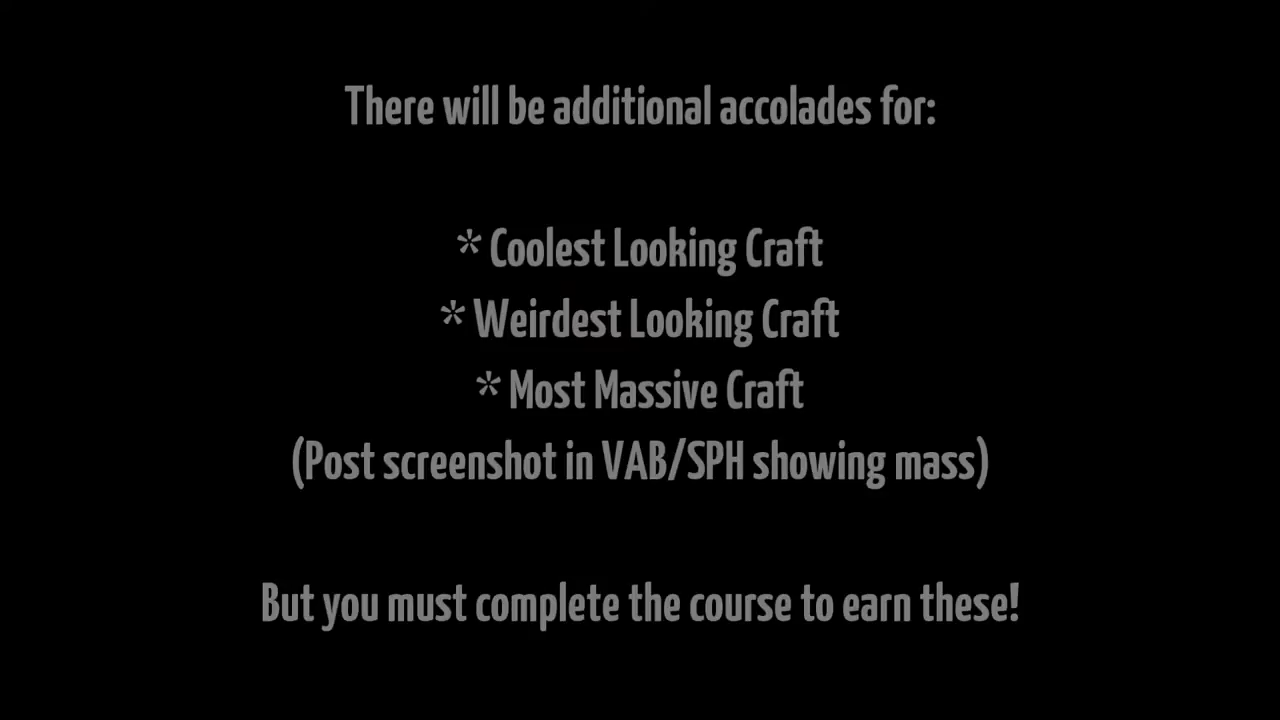 There will be additional accolades for:
* Coolest Looking Craft
* Weirdest Looking Craft
* Most Massive Craft
(Post screenshot in VAB/SPH showing mass)
But you must complete the course to earn these!